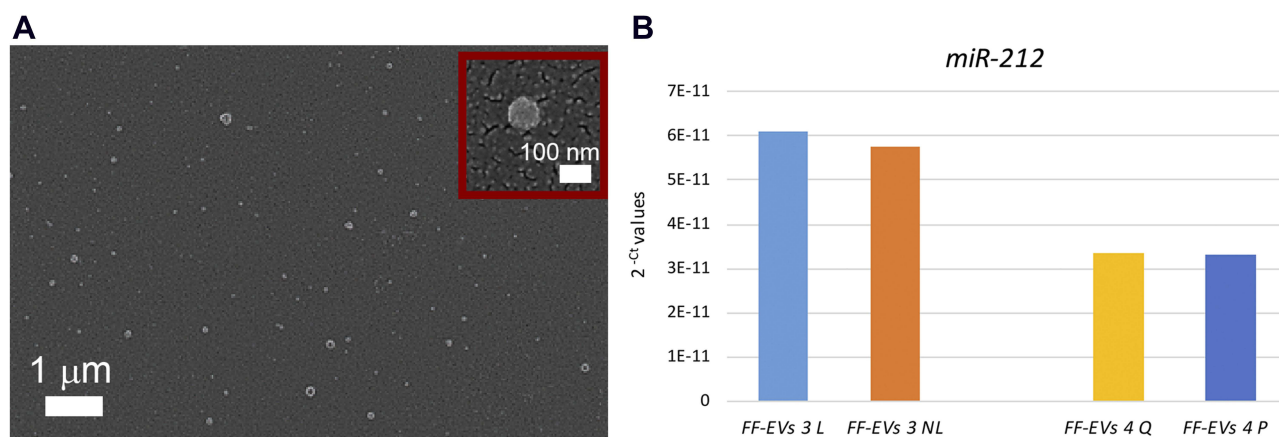 A
100 nm
1 μm
B
miR-212
7E-11
6E-11
5E-11
4E-11
3E-11
2E-11
1E-11
0
2 -Ct values
FF-EVs 3 L
FF-EVs 3 NL
FF-EVs 4 Q
FF-EVs 4 P